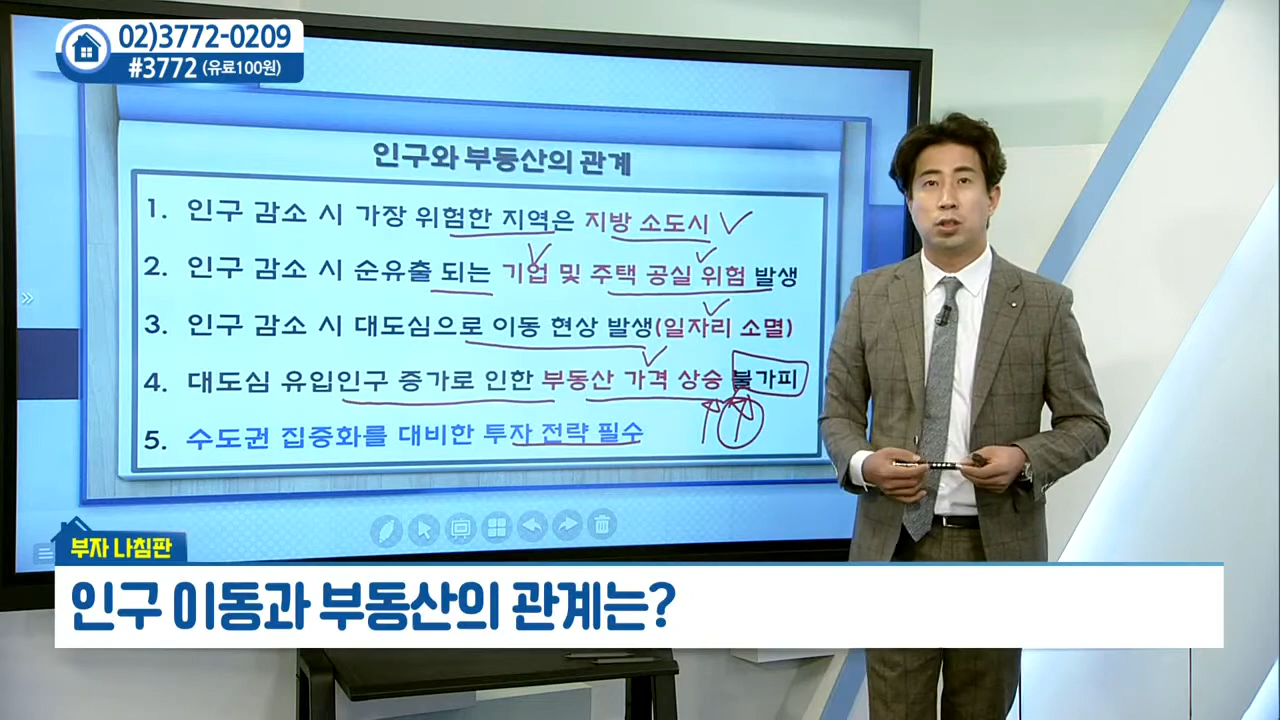 02)3772-0209
#3772 (유료100원)
인구와 부동산의 관계
1. 인구 감소 시 가장 위험한 지역은 지방 소도시
2. 인구 감소 시 순유출 되는 기업 및 주택 공실 위험 발생
3. 인구 감소 시 대도심으로 이동 현상 발생(일자리 소멸)
4. 대도심 유입인구 증가로 인한 부동산 가격 상승 불가피
5. 수도권 집중화를 대비한 투자 전략 필수
부자 나침판
인구 이동과 부동산의 관계는?